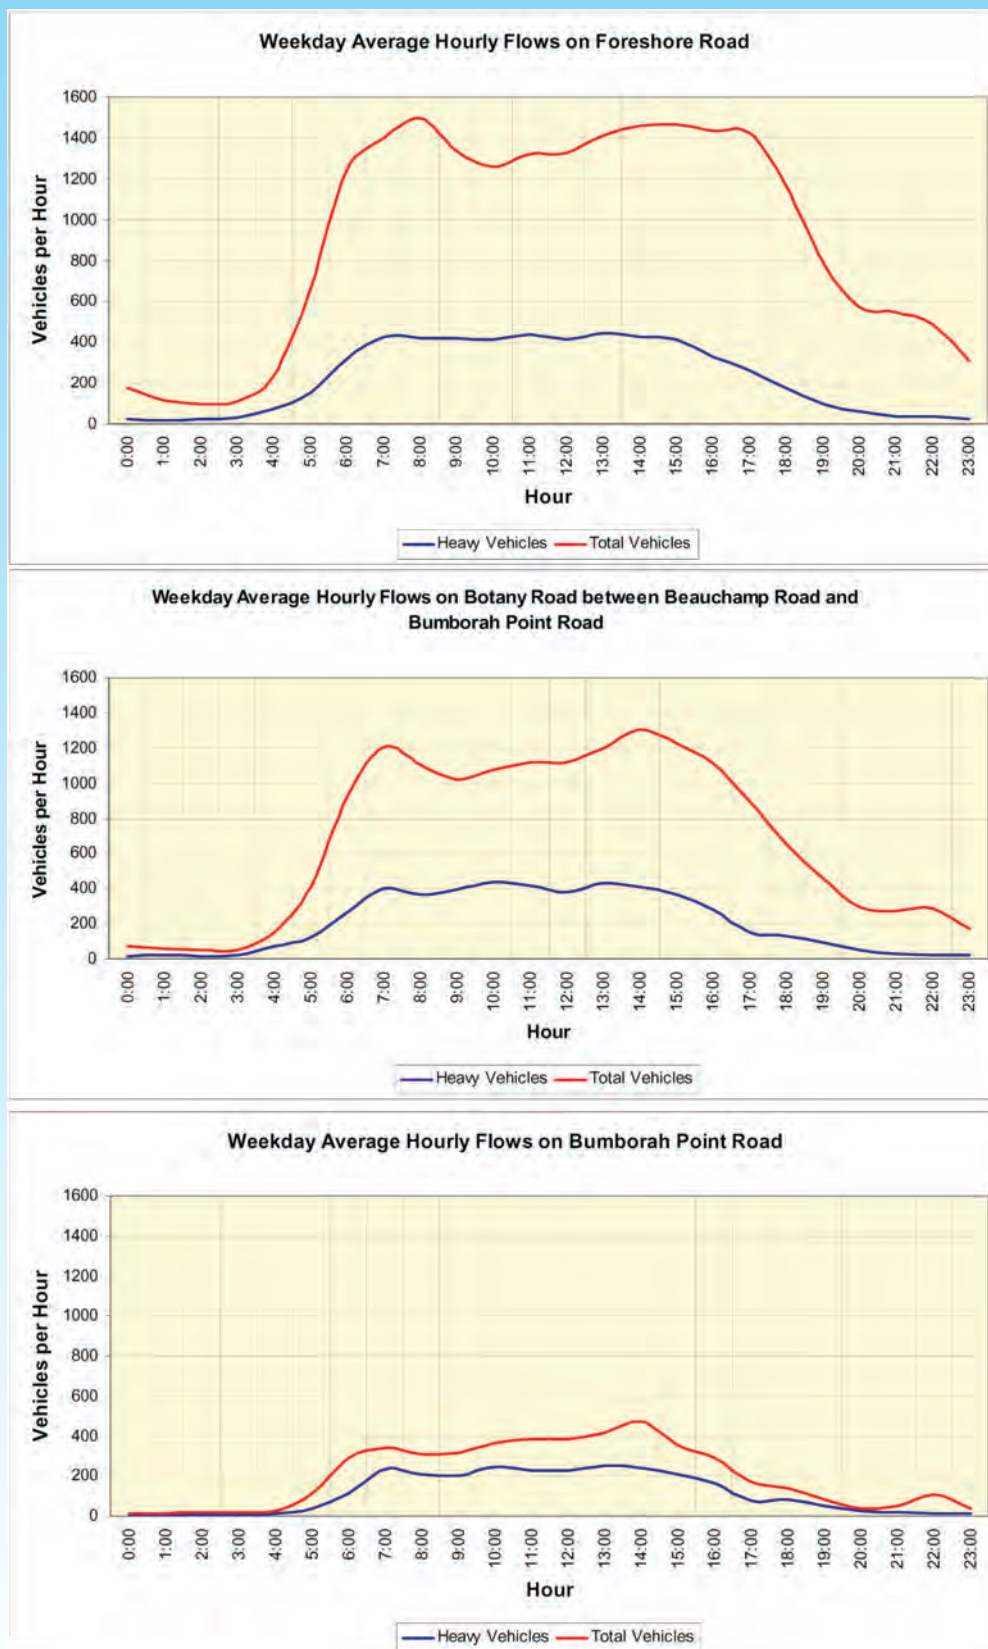 Weekday Average Hourly Flows on Foreshore Road
1600
1400
1200
1000
800
600
400
200
0
Vehicles per Hour
0:00 1:00 2:00 3:00 4:00 5:00 6:00 7:00 8:00 9:00 10:00 11:00 12:00 13:00 14:00 15:00 16:00 17:00 18:00 19:00 20:00 21:00 22:00 23:00
Hour
Heavy Vehicles Total Vehicles
Weekday Average Hourly Flows on Botany Road between Beauchamp Road and
Bumborah Point Road
1600
1400
1200
1000
800
600
400
200
0
Vehicles per Hour
0:00 1:00 2:00 3:00 4:00 5:00 6:00 7:00 8:00 9:00 10:00 11:00 12:00 13:00 14:00 15:00 16:00 17:00 18:00 19:00 20:00 21:00 22:00 23:00
Hour
Heavy Vehicles Total Vehicles
Weekday Average Hourly Flows on Bumborah Point Road
1600
1400
1200
1000
800
600
400
200
0
Vehicles per Hour
0:00 1:00 2:00 3:00 4:00 5:00 6:00 7:00 8:00 9:00 10:00 11:00 12:00 13:00 14:00 15:00 16:00 17:00 18:00 19:00 20:00 21:00 22:00 23:00
Hour
Heavy Vehicles Total Vehicles